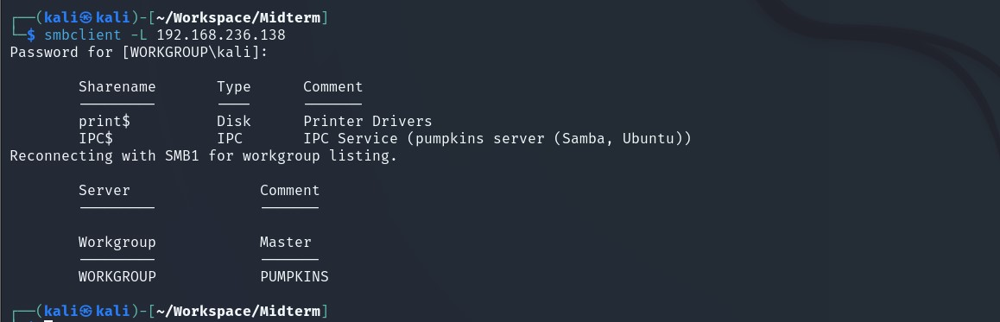 ┌──(kali㉿kali)-[~/Workspace/Midterm]
└─$ smbclient -L 192.168.236.138
Password for [WORKGROUP\kali]:
Sharename Type Comment
--------- ---- -------
print$ Disk Printer Drivers
IPC$ IPC IPC Service (pumpkins server (Samba, Ubuntu))
Reconnecting with SMB1 for workgroup listing.
Server Comment
--------- -------
Workgroup Master
--------- -------
WORKGROUP PUMPKINS
┌──(kali㉿kali)-[~/Workspace/Midterm]